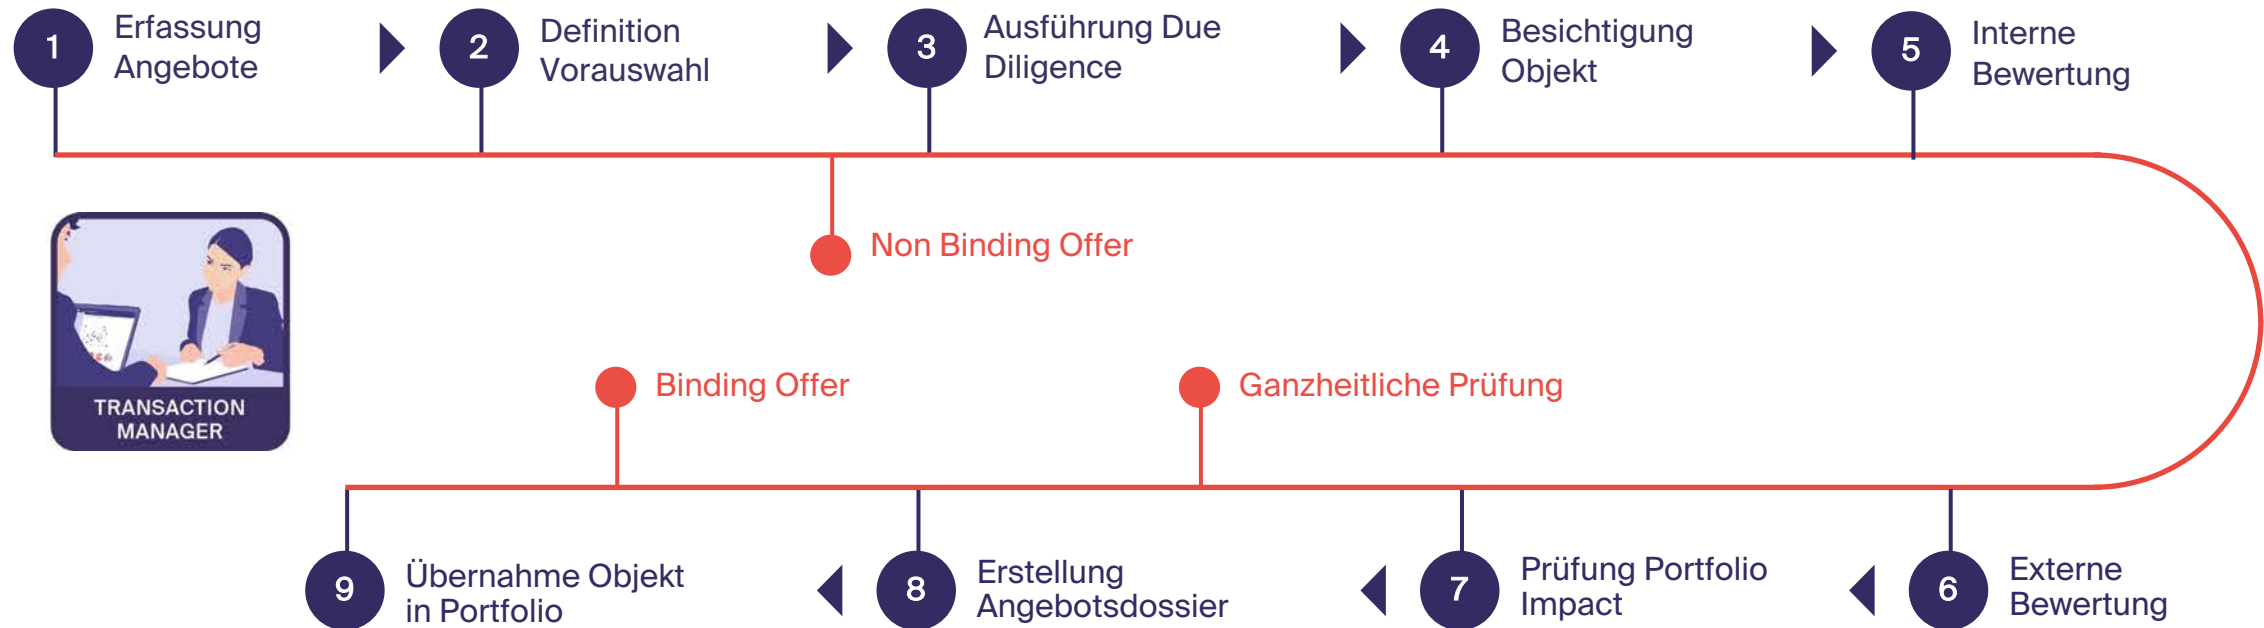 1
Erfassung
Angebote
2
Definition
Vorauswahl
3
Ausführung Due
Diligence
4
Besichtigung
Objekt
5
Interne
Bewertung
Non Binding Offer
TRANSACTION
MANAGER
Binding Offer
Ganzheitliche Prüfung
9
Übernahme Objekt
in Portfolio
8
Erstellung
Angebotsdossier
7
Prüfung Portfolio
Impact
6
Externe
Bewertung